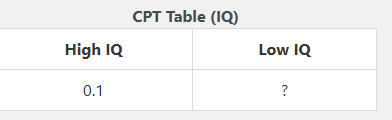 CPT Table (IQ)
High IQ Low IQ
0.1 ?